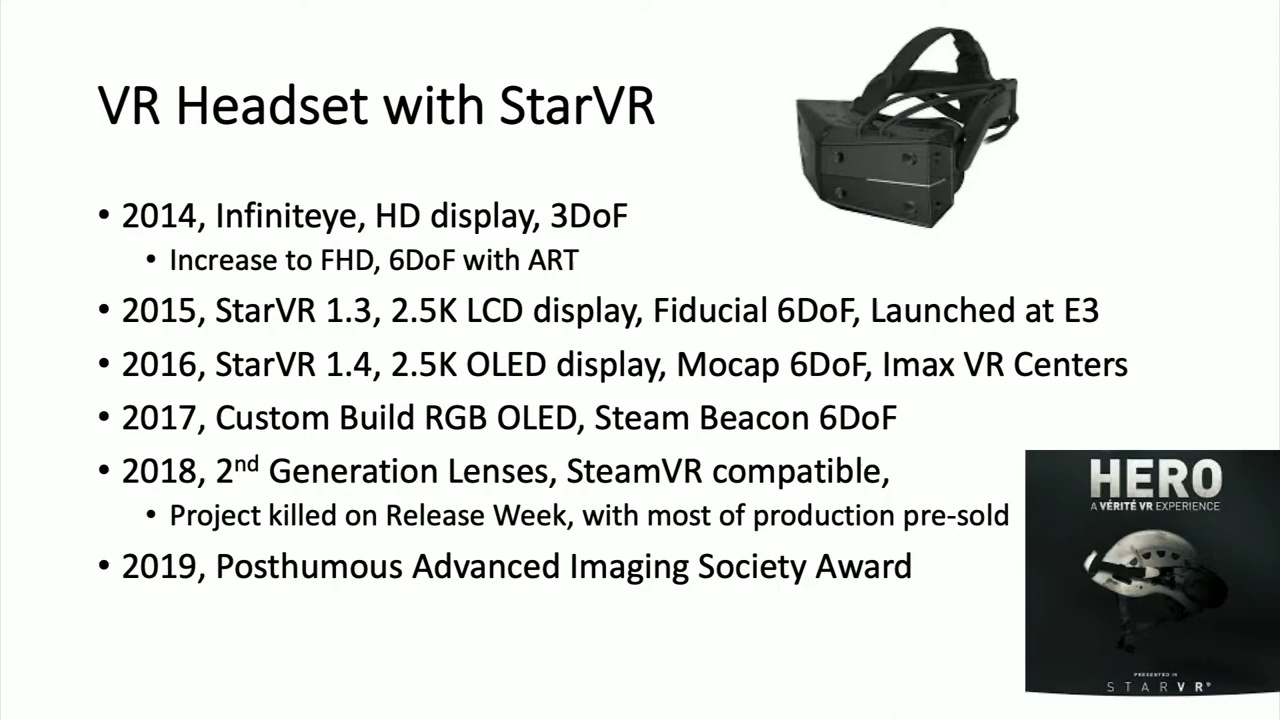 VR Headset with StarVR
• 2014, Infiniteye, HD display, 3DoF
• Increase to FHD, 6DoF with ART
• 2015, StarVR 1.3, 2.5K LCD display, Fiducial 6DoF, Launched at E3
• 2016, StarVR 1.4, 2.5K OLED display, Mocap 6DoF, Imax VR Centers
• 2017, Custom Build RGB OLED, Steam Beacon 6DoF
• 2018, 2nd Generation Lenses, SteamVR compatible,
• Project killed on Release Week, with most of production pre-sold
• 2019, Posthumous Advanced Imaging Society Award
HERO
A VÉRITÉ VR EXPERIENCE
PRESENTED IN
STARVR®